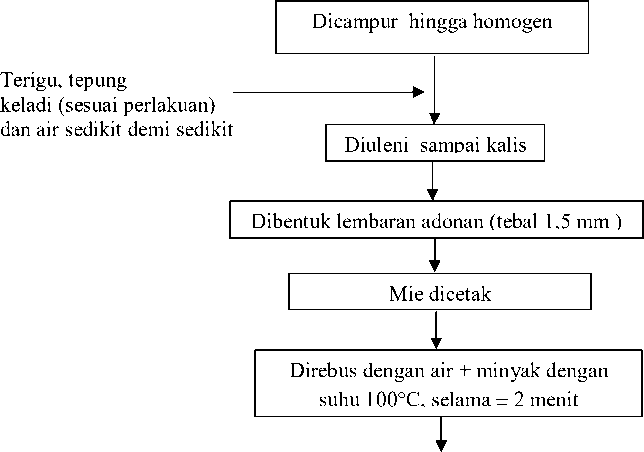 Dicampur hingga homogen
Terigu, tepung
keladi (sesuai perlakuan)
dan air sedikit demi sedikit
Diuleni sampai kalis
Dibentuk lembaran adonan (tebal 1,5 mm )
Mie dicetak
Direbus dengan air + minyak dengan
suhu 100°C, selama = 2 menit